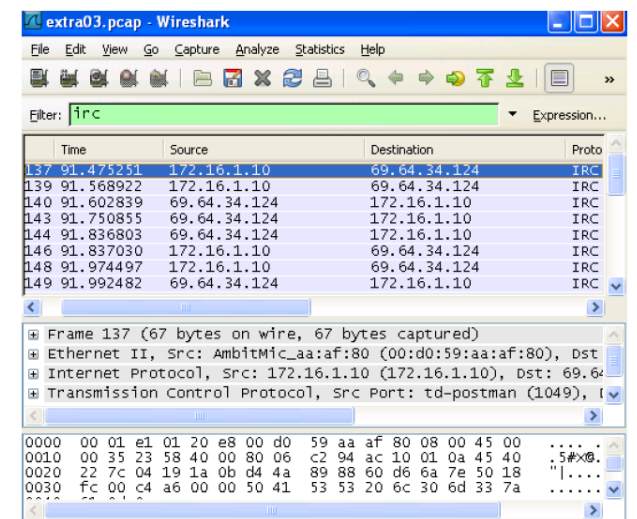 extra03.pcap - Wireshark
File Edit View Go Capture Analyze Statistics Help
Filter: irc Expression...
Time Source Destination Proto
137 91.475251 172.16.1.10 69.64.34.124 IRC
139 91.568922 172.16.1.10 69.64.34.124 IRC
140 91.602839 69.64.34.124 172.16.1.10 IRC
143 91.750855 69.64.34.124 172.16.1.10 IRC
144 91.836803 69.64.34.124 172.16.1.10 IRC
146 91.837030 172.16.1.10 69.64.34.124 IRC
148 91.974497 172.16.1.10 69.64.34.124 IRC
149 91.992482 69.64.34.124 172.16.1.10 IRC
Frame 137 (67 bytes on wire, 67 bytes captured)
Ethernet II, Src: AmbitMic_aa:af:80 (00:d0:59:aa:af:80), Dst
Internet Protocol, Src: 172.16.1.10 (172.16.1.10), Dst: 69.64
Transmission Control Protocol, Src Port: td-postman (1049),
0000 00 01 e1 01 20 e8 00 d0 59 aa af 80 08 00 45 00 .... .
0010 00 35 23 58 40 00 80 06 c2 94 ac 10 01 0a 45 40 .5#X@.
0020 22 7c 04 19 1a 0b d4 4a 89 88 60 d6 6a 7e 50 18 "|....
0030 fc 00 c4 a6 00 00 50 41 53 53 20 6c 30 6d 33 7a ......